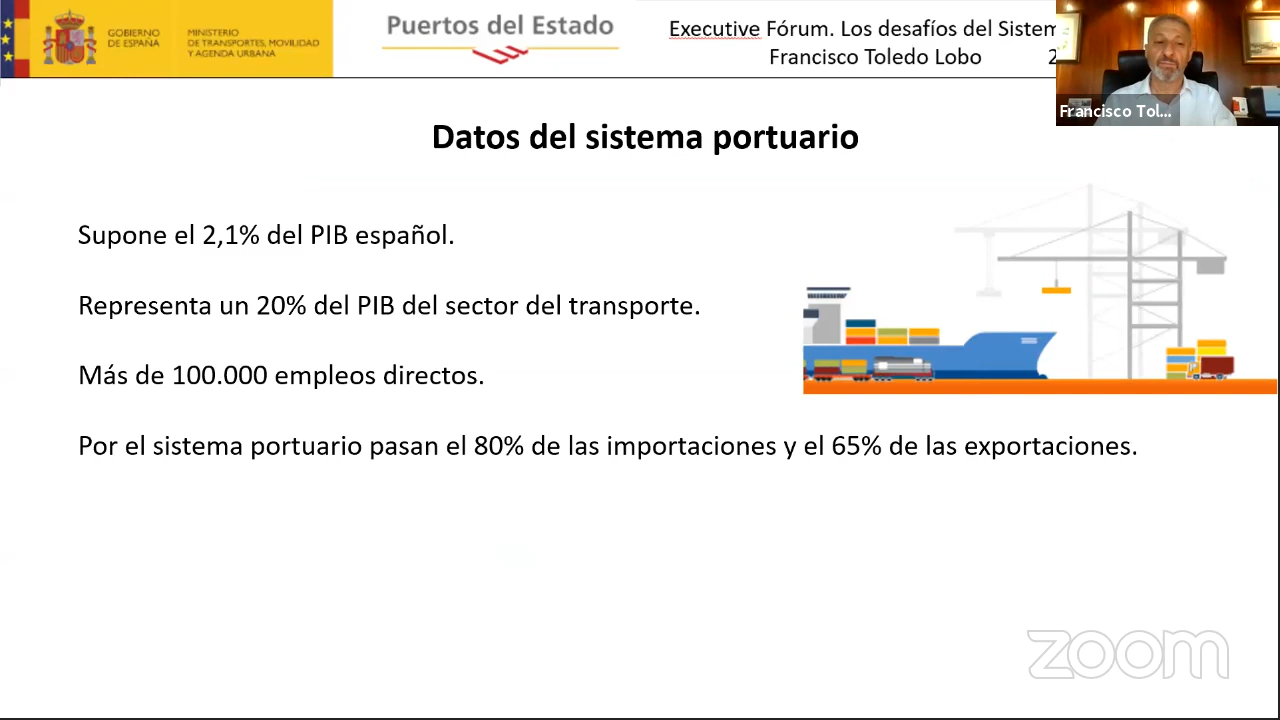 GOBIERNO
DE ESPAÑA
MINISTERIO
DE TRANSPORTES, MOVILIDAD
Y AGENDA URBANA
Puertos del Estado
Executive Fórum. Los desafíos del Sistem
Francisco Toledo Lobo 2
Francisco Tol...
Datos del sistema portuario
Supone el 2,1% del PIB español.
Representa un 20% del PIB del sector del transporte.
Más de 100.000 empleos directos.
Por el sistema portuario pasan el 80% de las importaciones y el 65% de las exportaciones.
zoom